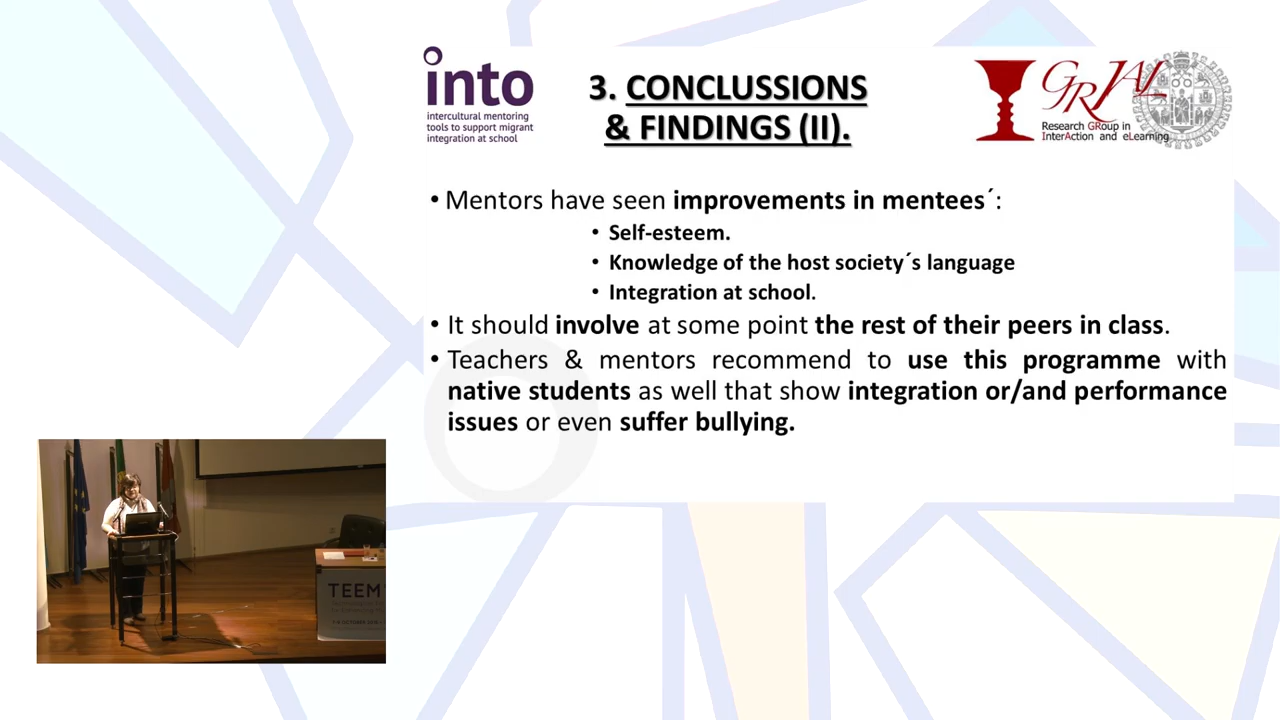 into
intercultural mentoring
tools to support migrant
integration at school
3. CONCLUSSIONS
& FINDINGS (II).
GRIAL
Research GRoup in
InterAction and eLearning
• Mentors have seen improvements in mentees´:
• Self-esteem.
• Knowledge of the host society´s language
• Integration at school.
• It should involve at some point the rest of their peers in class.
• Teachers & mentors recommend to use this programme with
native students as well that show integration or/and performance
issues or even suffer bullying.
TEEM